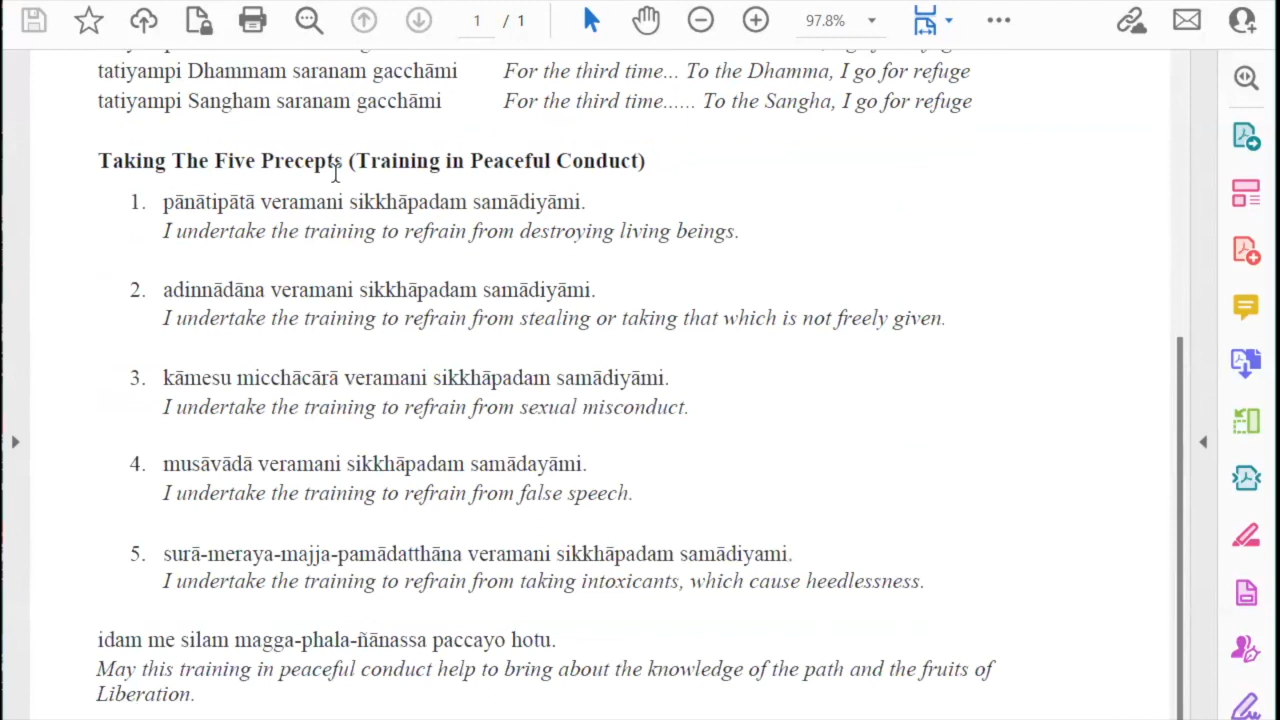 1 / 1
97.8%
tatiyampi Dhammam saranam gacchāmi For the third time... To the Dhamma, I go for refuge
tatiyampi Sangham saranam gacchāmi For the third time...... To the Sangha, I go for refuge
Taking The Five Precepts (Training in Peaceful Conduct)
1. pānātipātā veramani sikkhāpadam samādiyāmi.
I undertake the training to refrain from destroying living beings.
2. adinnādāna veramani sikkhāpadam samādiyāmi.
I undertake the training to refrain from stealing or taking that which is not freely given.
3. kāmesu micchācārā veramani sikkhāpadam samādiyāmi.
I undertake the training to refrain from sexual misconduct.
4. musāvādā veramani sikkhāpadam samādayāmi.
I undertake the training to refrain from false speech.
5. surā-meraya-majja-pamādatthāna veramani sikkhāpadam samādiyami.
I undertake the training to refrain from taking intoxicants, which cause heedlessness.
idam me silam magga-phala-ñānassa paccayo hotu.
May this training in peaceful conduct help to bring about the knowledge of the path and the fruits of
Liberation.